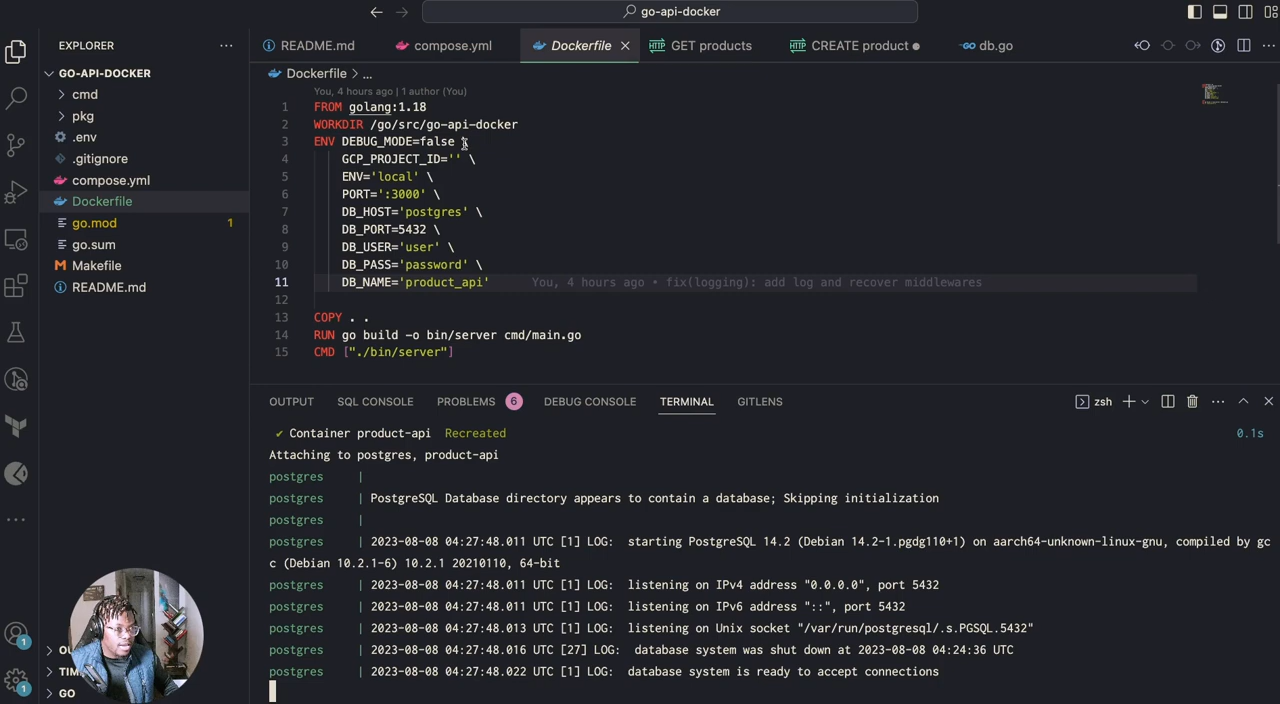 go-api-docker
EXPLORER
GO-API-DOCKER
cmd
pkg
.env
.gitignore
compose.yml
Dockerfile
go.mod 1
go.sum
Makefile
README.md
TIM
GO
1
1
README.md compose.yml Dockerfile GET products CREATE product db.go
Dockerfile > ...
You, 4 hours ago | 1 author (You)
1 FROM golang:1.18
2 WORKDIR /go/src/go-api-docker
3 ENV DEBUG_MODE=false \
4 GCP_PROJECT_ID='' \
5 ENV='local' \
6 PORT=':3000' \
7 DB_HOST='postgres' \
8 DB_PORT=5432 \
9 DB_USER='user' \
10 DB_PASS='password' \
11 DB_NAME='product_api' You, 4 hours ago • fix(logging): add log and recover middlewares
12
13 COPY . .
14 RUN go build -o bin/server cmd/main.go
15 CMD ["./bin/server"]
OUTPUT SQL CONSOLE PROBLEMS 6 DEBUG CONSOLE TERMINAL GITLENS zsh
✔ Container product-api Recreated 0.1s
Attaching to postgres, product-api
postgres |
postgres | PostgreSQL Database directory appears to contain a database; Skipping initialization
postgres |
postgres | 2023-08-08 04:27:48.011 UTC [1] LOG: starting PostgreSQL 14.2 (Debian 14.2-1.pgdg110+1) on aarch64-unknown-linux-gnu, compiled by gc
c (Debian 10.2.1-6) 10.2.1 20210110, 64-bit
postgres | 2023-08-08 04:27:48.011 UTC [1] LOG: listening on IPv4 address "0.0.0.0", port 5432
postgres | 2023-08-08 04:27:48.011 UTC [1] LOG: listening on IPv6 address "::", port 5432
postgres | 2023-08-08 04:27:48.013 UTC [1] LOG: listening on Unix socket "/var/run/postgresql/.s.PGSQL.5432"
postgres | 2023-08-08 04:27:48.016 UTC [27] LOG: database system was shut down at 2023-08-08 04:24:36 UTC
postgres | 2023-08-08 04:27:48.022 UTC [1] LOG: database system is ready to accept connections